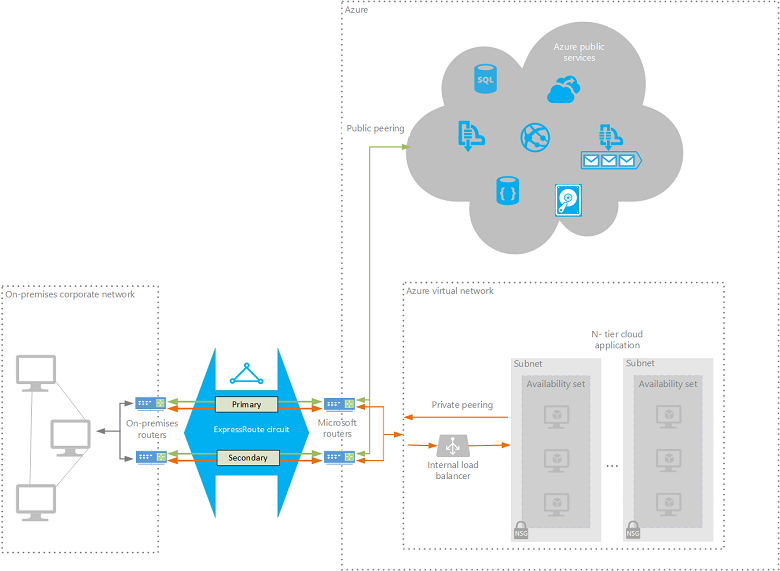 Azure
Azure public
services
SQL
Public peering
{ }
On-premises corporate network
Azure virtual network
N- tier cloud
application
Subnet
Subnet
Availability set
Availability set
Primary
Private peering
On-premises
routers
ExpressRoute circuit
Microsoft
routers
Secondary
Internal load
balancer
...
NSG
NSG